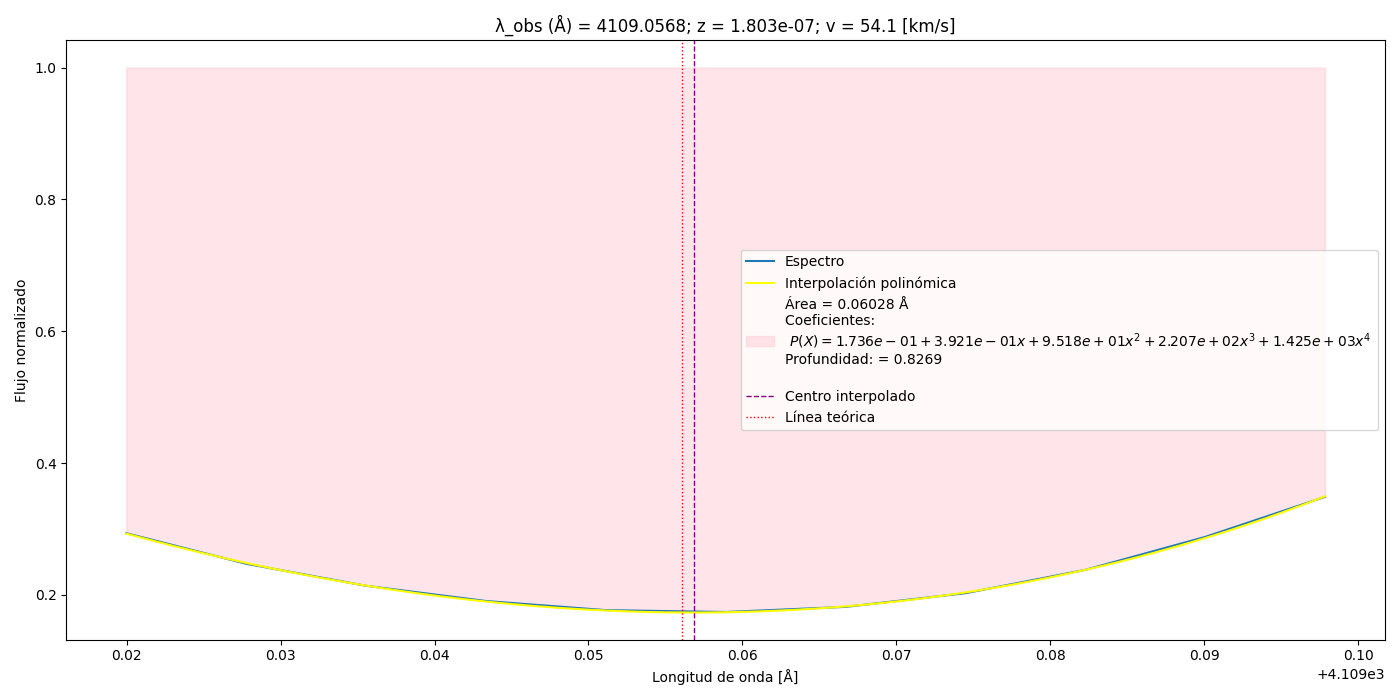 λ_obs (Å) = 4109.0568; z = 1.803e-07; v = 54.1 [km/s]
Flujo normalizado
1.0
0.8
0.6
0.4
0.2
Espectro
Interpolación polinómica
Área = 0.06028 Å
Coeficientes:
P(X) = 1.736e − 01 + 3.921e − 01x + 9.518e + 01x² + 2.207e + 02x³ + 1.425e + 03x⁴
Profundidad: = 0.8269
Centro interpolado
Línea teórica
0.02 0.03 0.04 0.05 0.06 0.07 0.08 0.09 0.10
+4.109e3
Longitud de onda [Å]